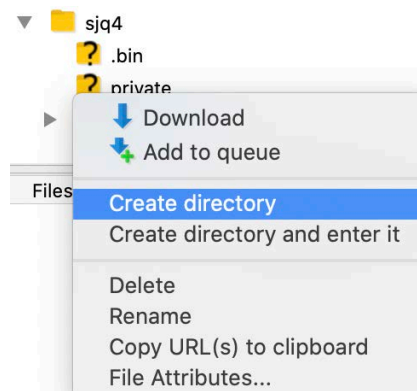 sjq4
.bin
private
Download
Add to queue
Files
Create directory
Create directory and enter it
Delete
Rename
Copy URL(s) to clipboard
File Attributes...